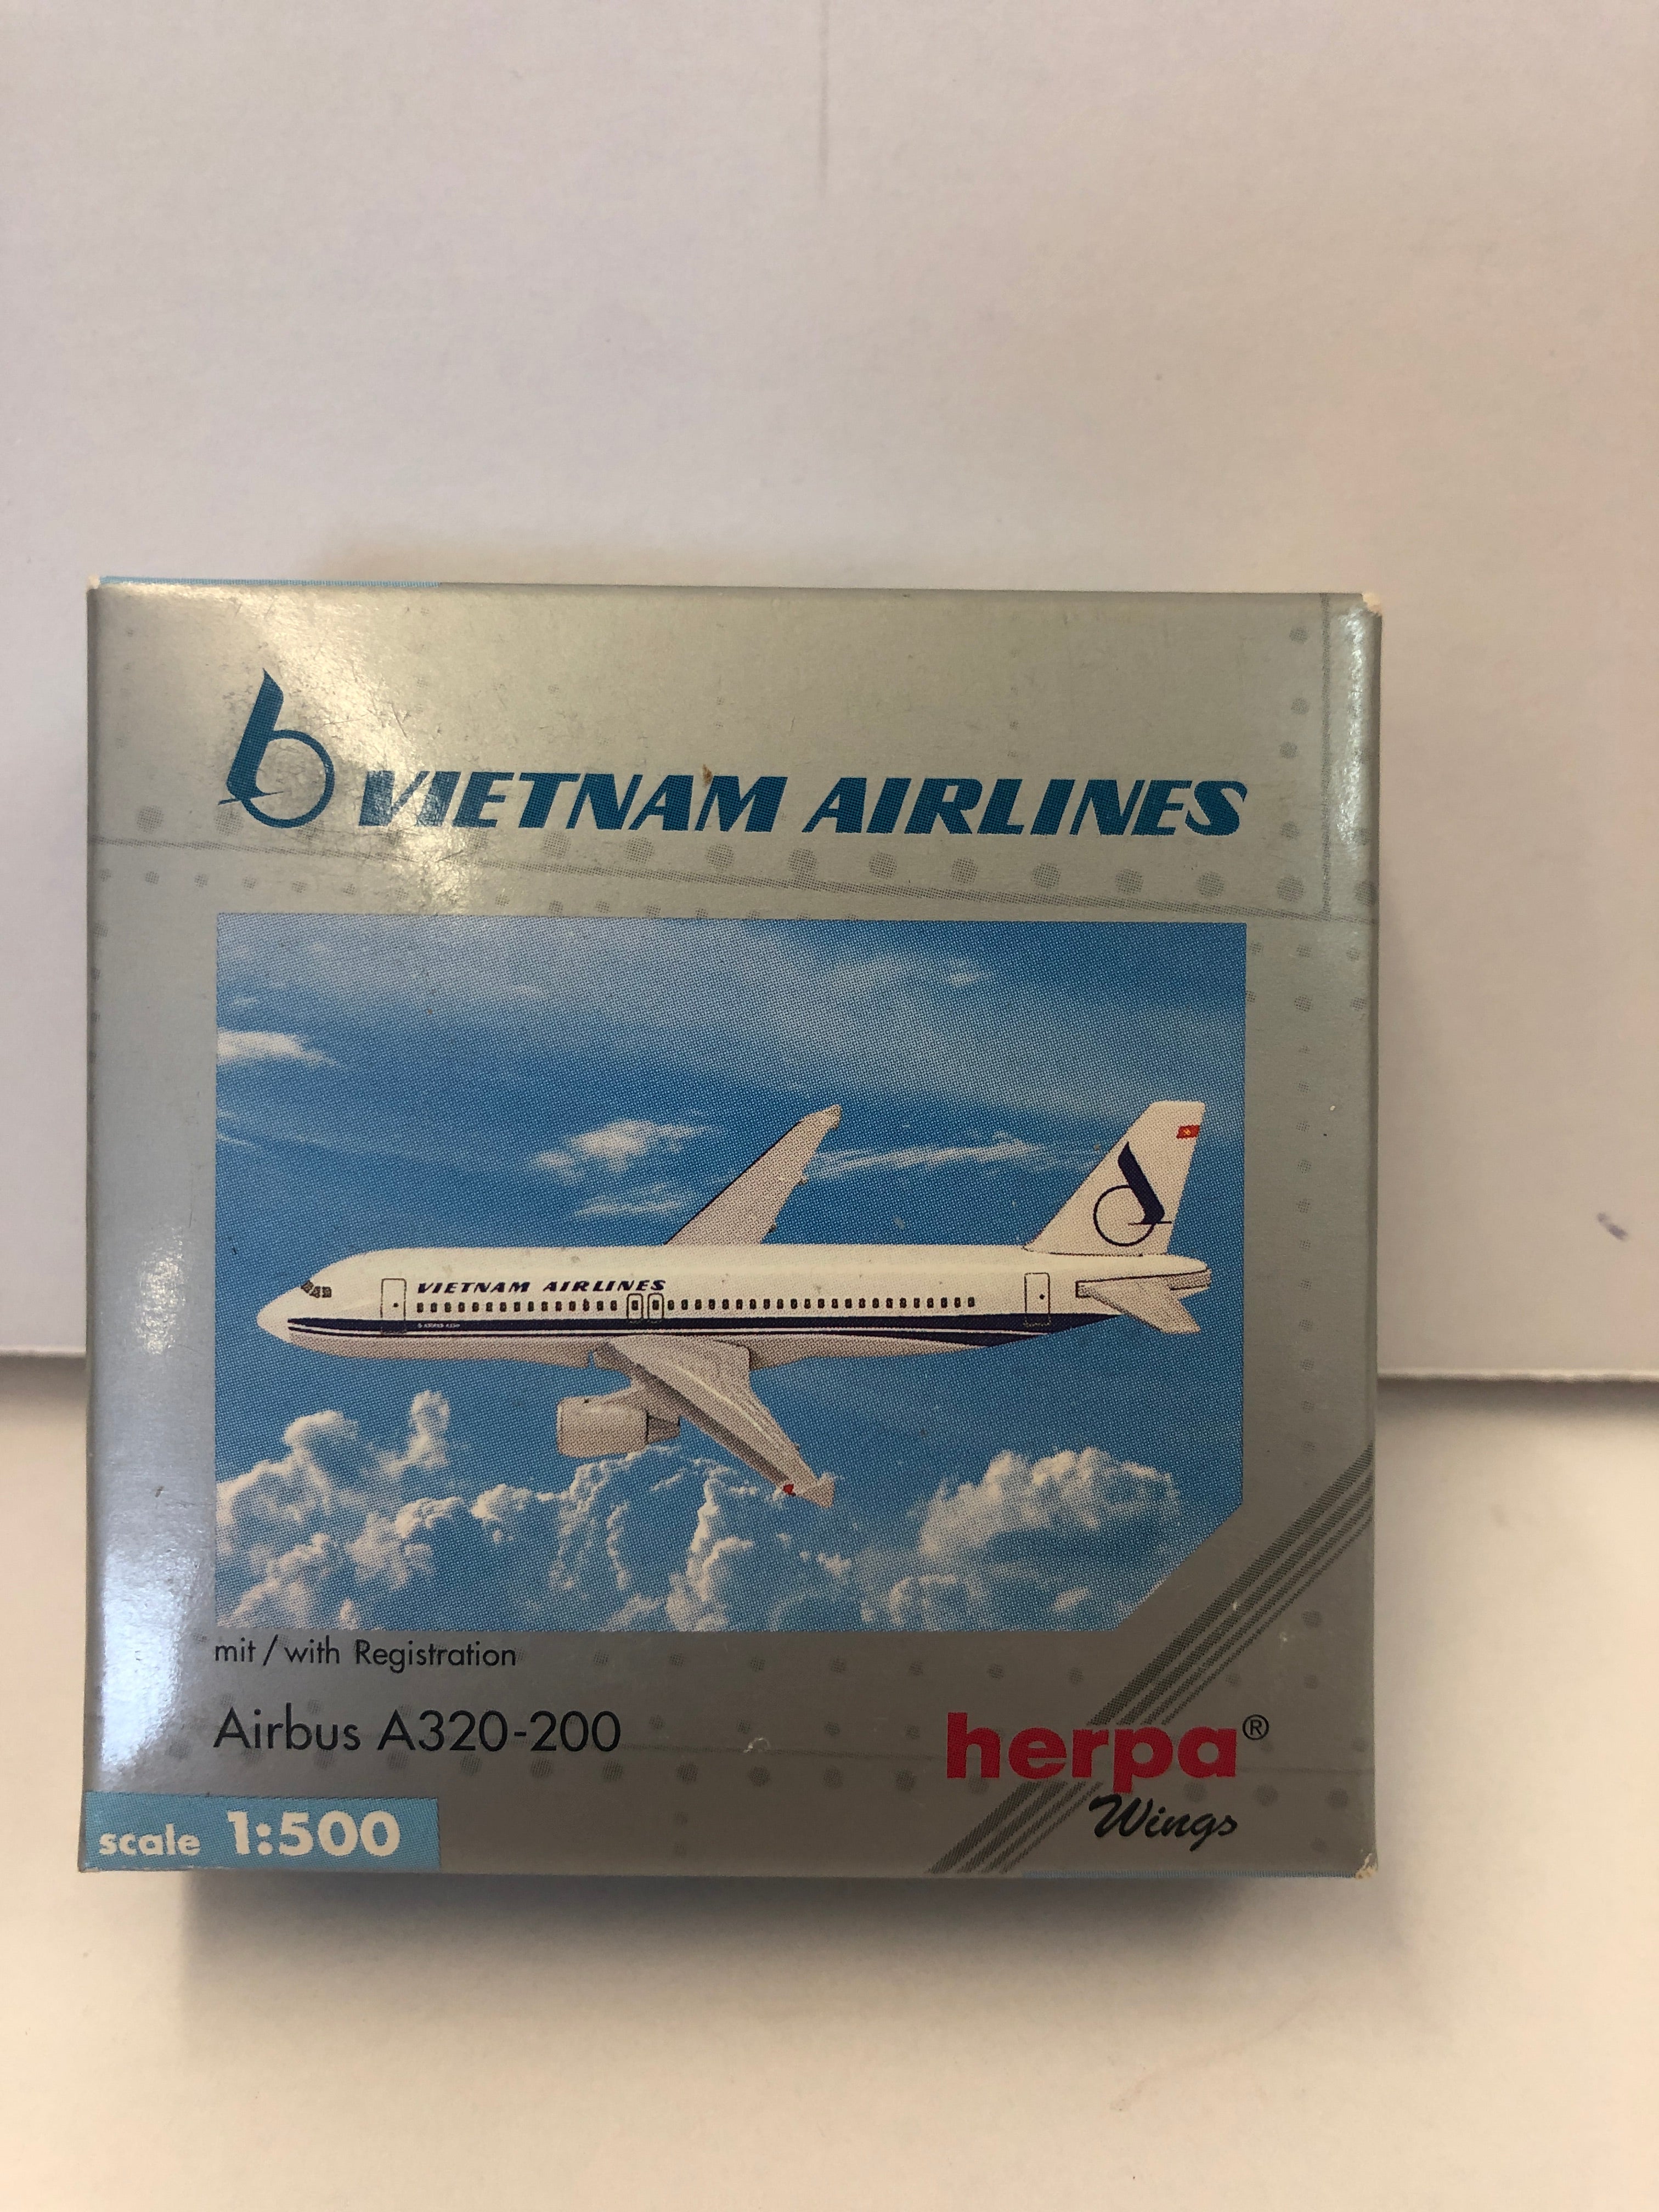 VIETNAM AIRLINES
VIETNAM AIRLINES
mit / with Registration
Airbus A320-200
herpa®
Wings
scale 1:500